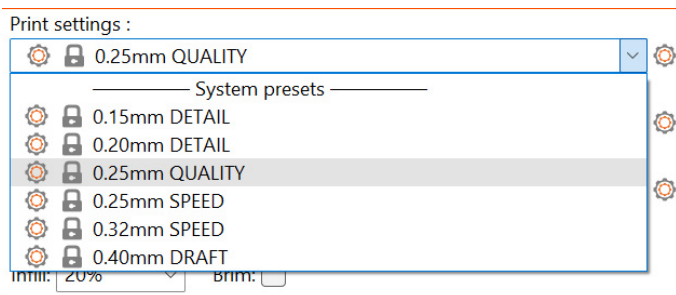 Print settings :
0.25mm QUALITY
System presets
0.15mm DETAIL
0.20mm DETAIL
0.25mm QUALITY
0.25mm SPEED
0.32mm SPEED
0.40mm DRAFT
Infill: 20% Brim: